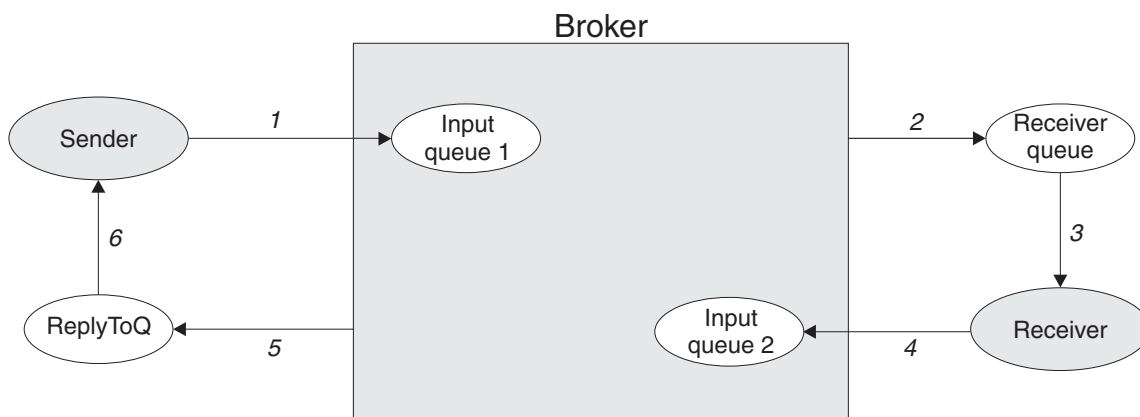 Broker
Sender
1
Input
queue 1
2
Receiver
queue
6
3
ReplyToQ
5
Input
queue 2
4
Receiver